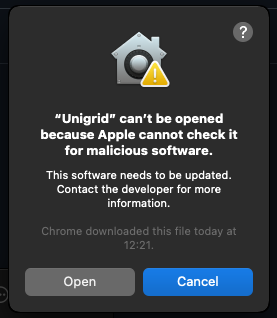 ?
“Unigrid” can’t be opened
because Apple cannot check it
for malicious software.
This software needs to be updated.
Contact the developer for more
information.
Chrome downloaded this file today at
12:21.
Open
Cancel